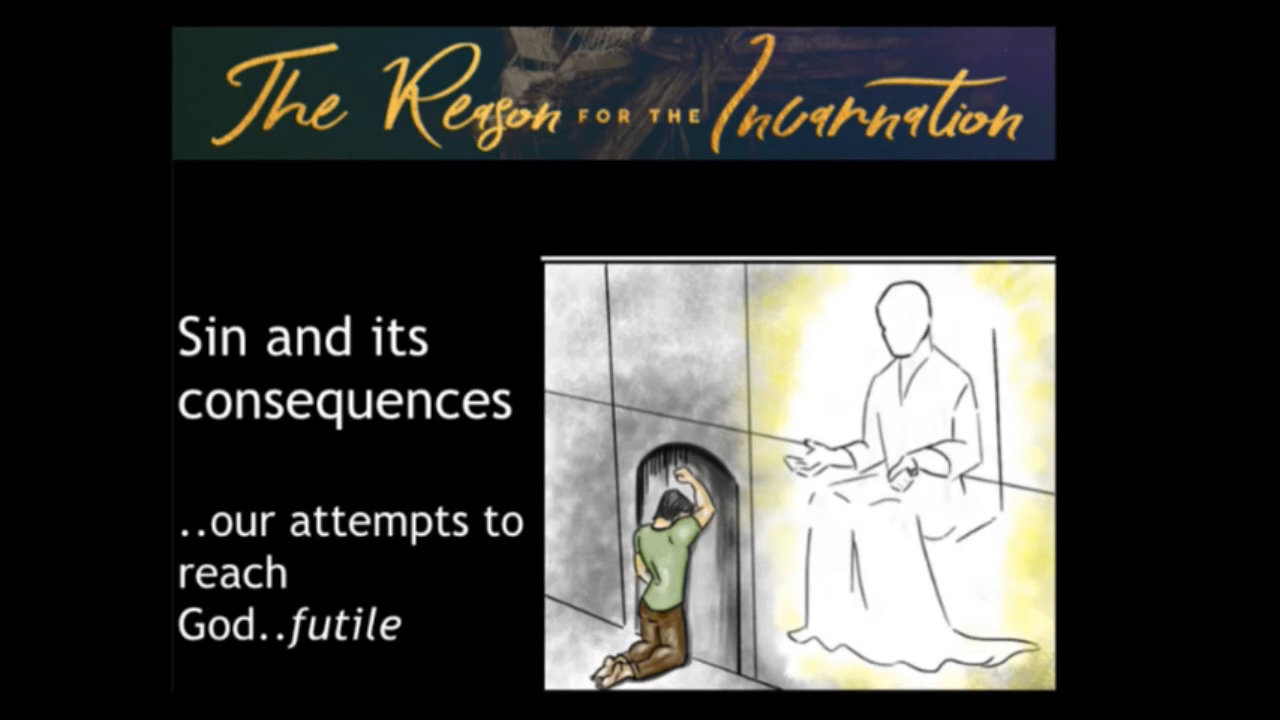 The Reason FOR THE Incarnation
Sin and its
consequences
..our attempts to
reach
God..futile